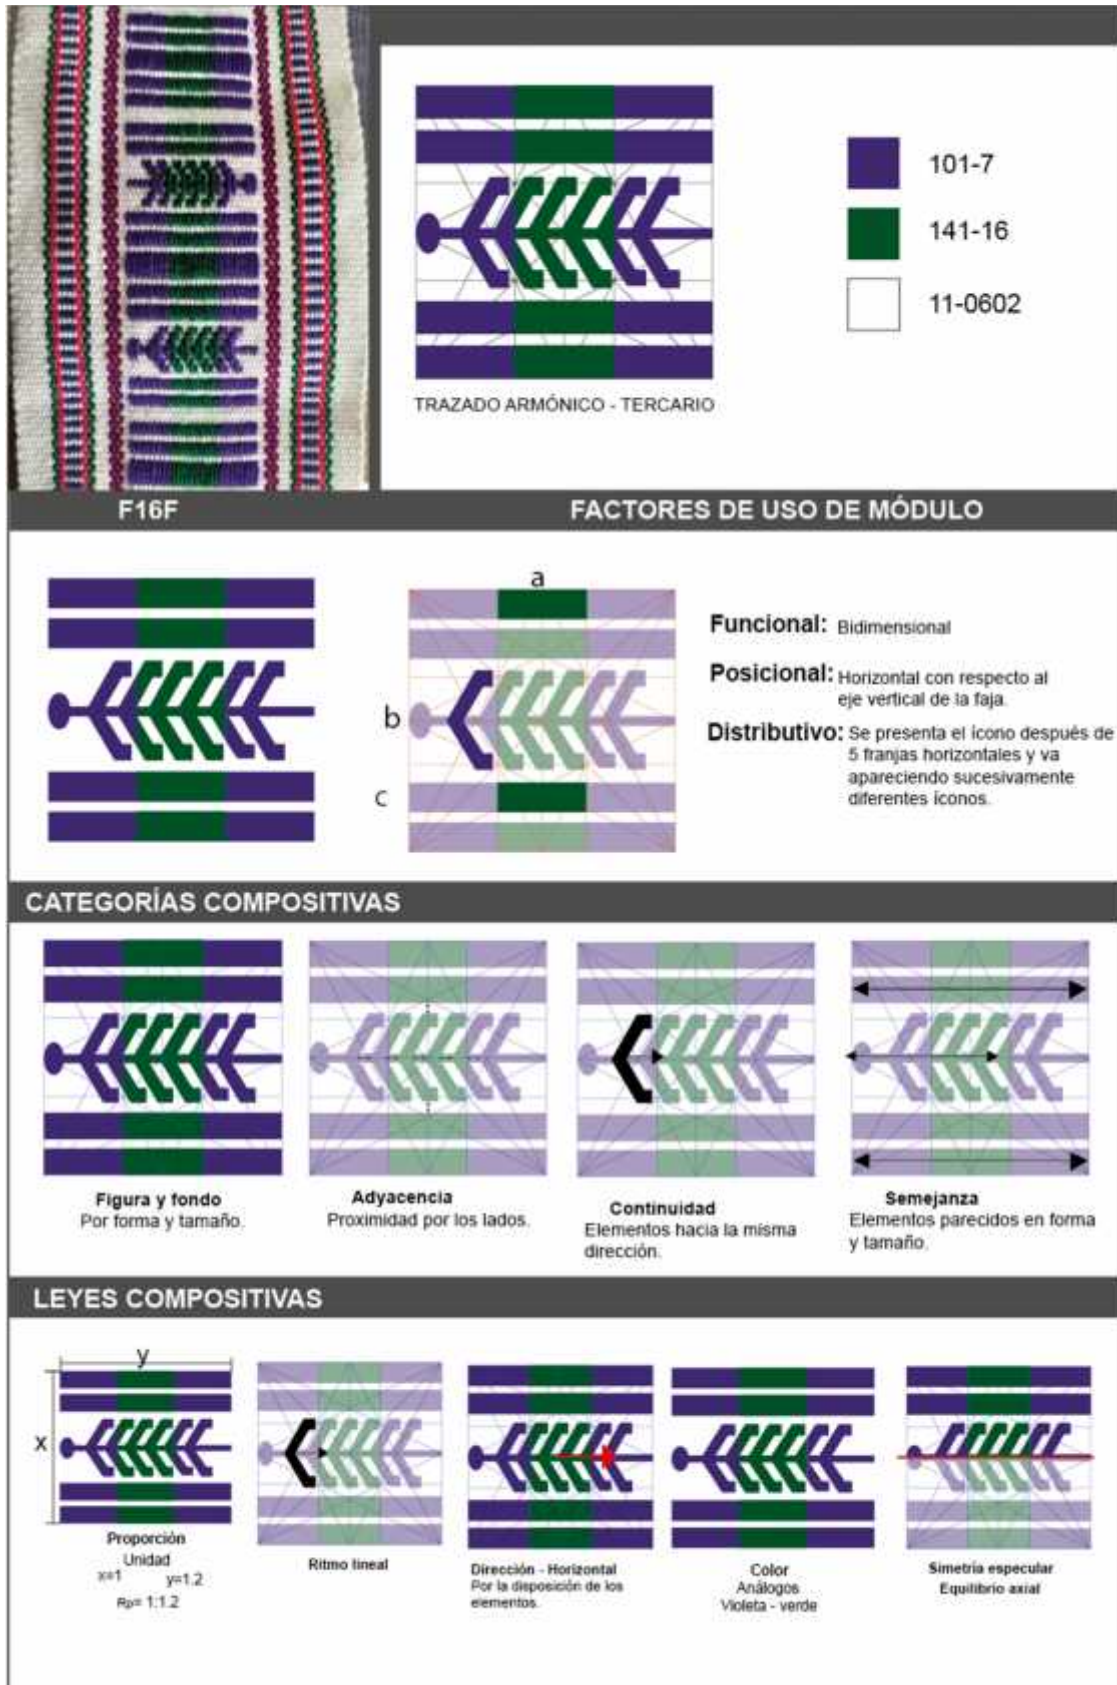 101-7
141-16
11-0602
TRAZADO ARMÓNICO - TERCARIO
F16F
FACTORES DE USO DE MÓDULO
a
b
c
Funcional: Bidimensional
Posicional: Horizontal con respecto al
eje vertical de la faja.
Distributivo: Se presenta el ícono después de
5 franjas horizontales y va
apareciendo sucesivamente
diferentes íconos.
CATEGORÍAS COMPOSITIVAS
Figura y fondo
Por forma y tamaño.
Adyacencia
Proximidad por los lados.
Continuidad
Elementos hacia la misma
dirección.
Semejanza
Elementos parecidos en forma
y tamaño.
LEYES COMPOSITIVAS
y
x
Proporción
Unidad
x=1 y=1.2
Rp= 1:1.2
Ritmo lineal
Dirección - Horizontal
Por la disposición de los
elementos.
Color
Análogos
Violeta - verde
Simetría especular
Equilibrio axial